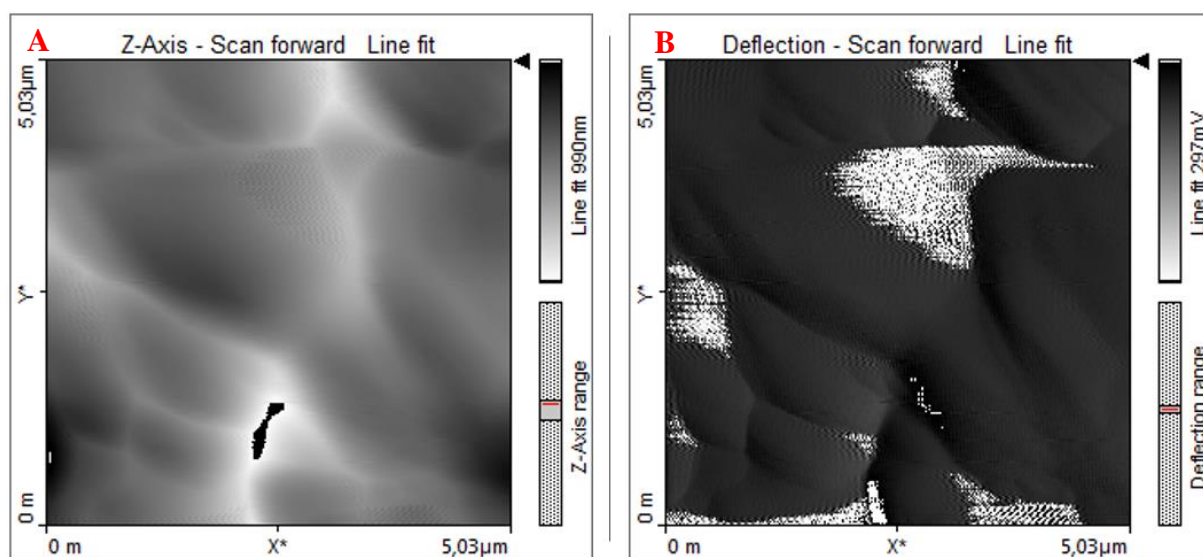 A
Z-Axis - Scan forward Line fit
5,03µm
Y*
0 m
0 m
X*
5,03µm
Line fit 990nm
Z-Axis range
B
Deflection - Scan forward Line fit
5,03µm
Y*
0 m
0 m
X*
5,03µm
Line fit 297mV
Deflection range